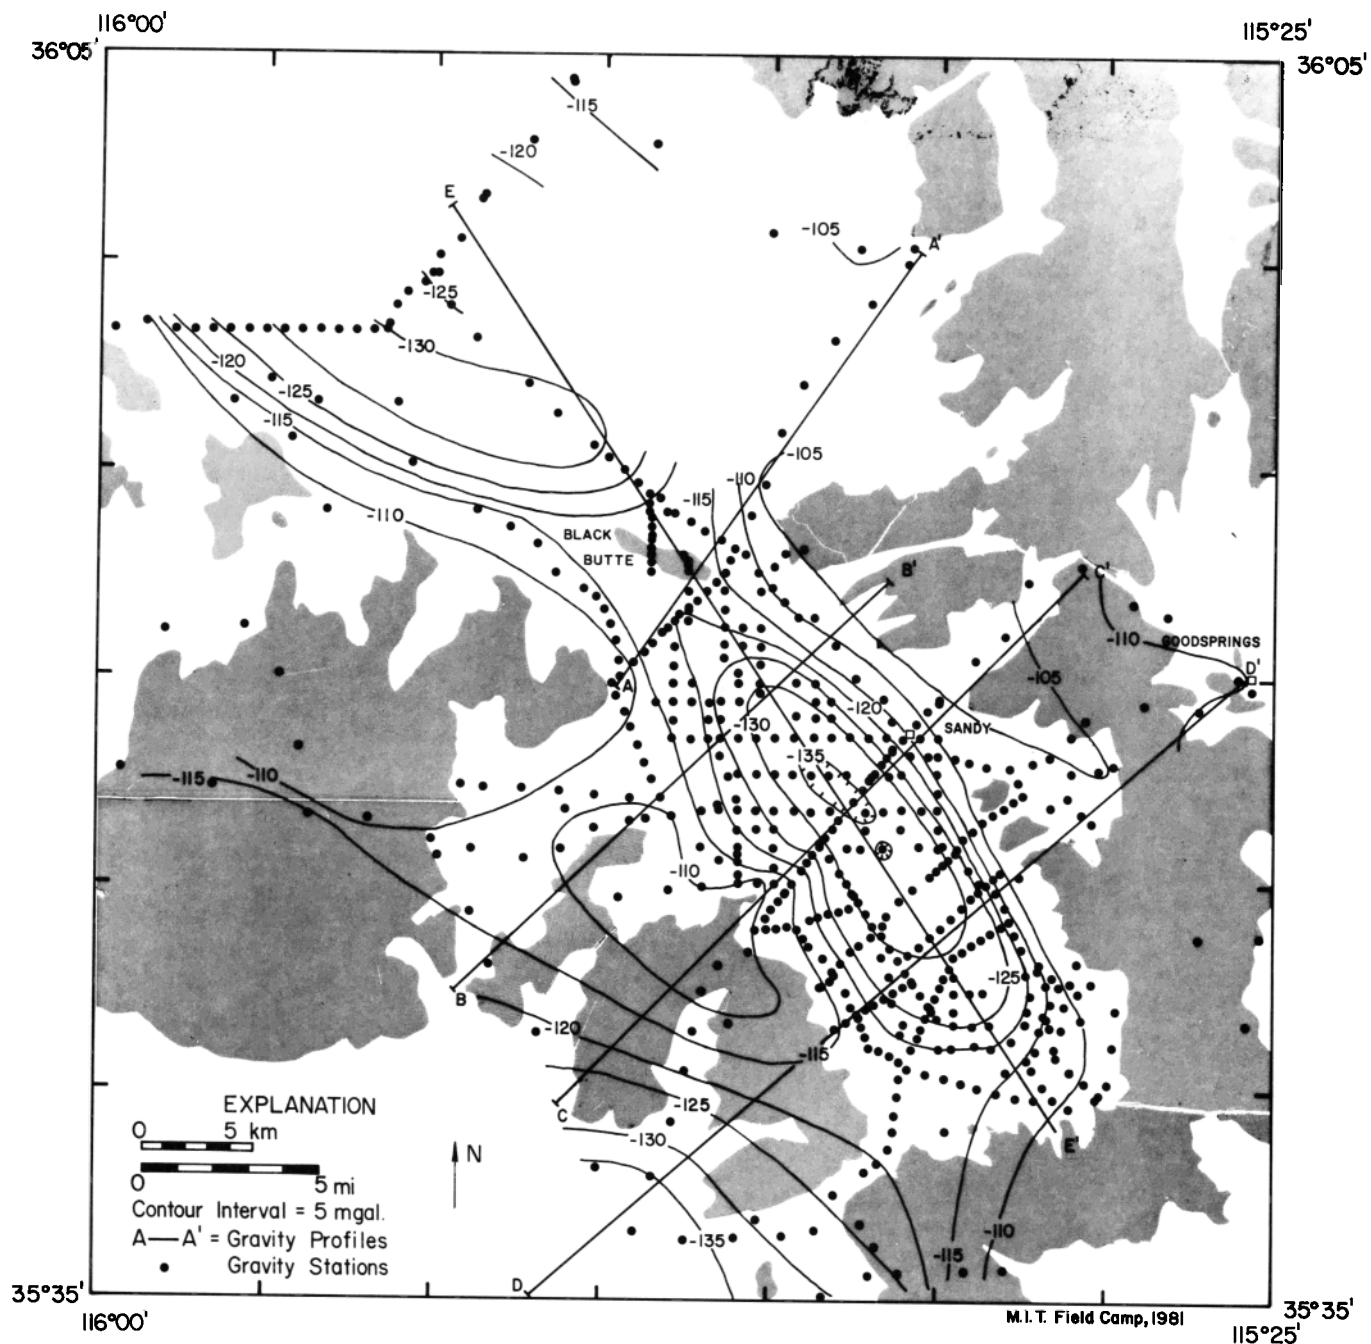 116°00'
115°25'
36°05'
36°05'
-115
-120
E
-105
A'
-125
-130
-120
-125
-115
-105
-110
-115
-110
BLACK
BUTTE
B'
C'
-110
GOODSPRINGS
D'
-105
A
-120
-130
SANDY
-135
-115
-110
-110
-125
B
-120
-115
-125
C
-130
E'
-110
-135
-115
D
EXPLANATION
0 5 km
0 5 mi
N
Contour Interval = 5 mgal.
A—A' = Gravity Profiles
Gravity Stations
35°35'
35°35'
116°00'
M.I.T. Field Camp, 1981
115°25'